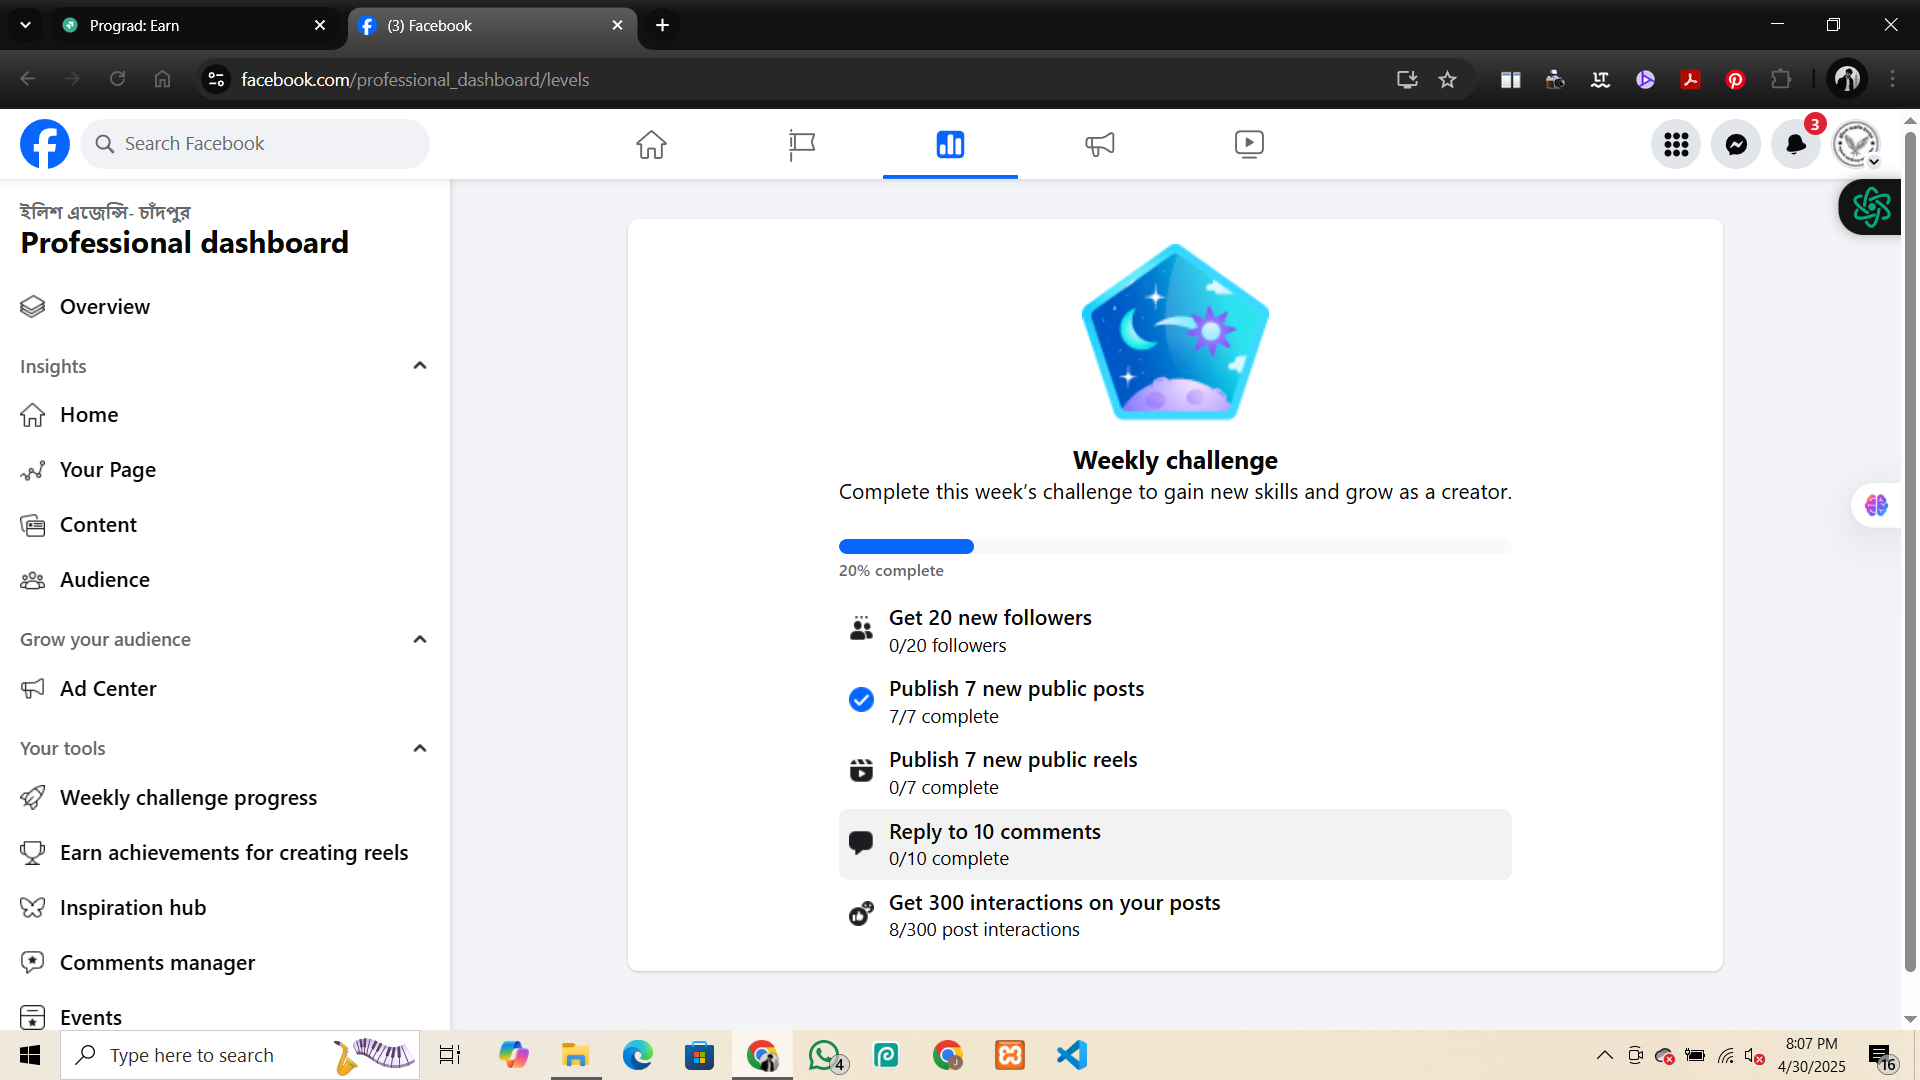 Prograd: Earn
(3) Facebook
facebook.com/professional_dashboard/levels
Search Facebook
3
ইলিশ এজেন্সি- চাঁদপুর
Professional dashboard
Overview
Insights
Home
Your Page
Content
Audience
Grow your audience
Ad Center
Your tools
Weekly challenge progress
Earn achievements for creating reels
Inspiration hub
Comments manager
Events
Weekly challenge
Complete this week’s challenge to gain new skills and grow as a creator.
20% complete
Get 20 new followers
0/20 followers
Publish 7 new public posts
7/7 complete
Publish 7 new public reels
0/7 complete
Reply to 10 comments
0/10 complete
Get 300 interactions on your posts
8/300 post interactions
Type here to search
4
8:07 PM
4/30/2025
16